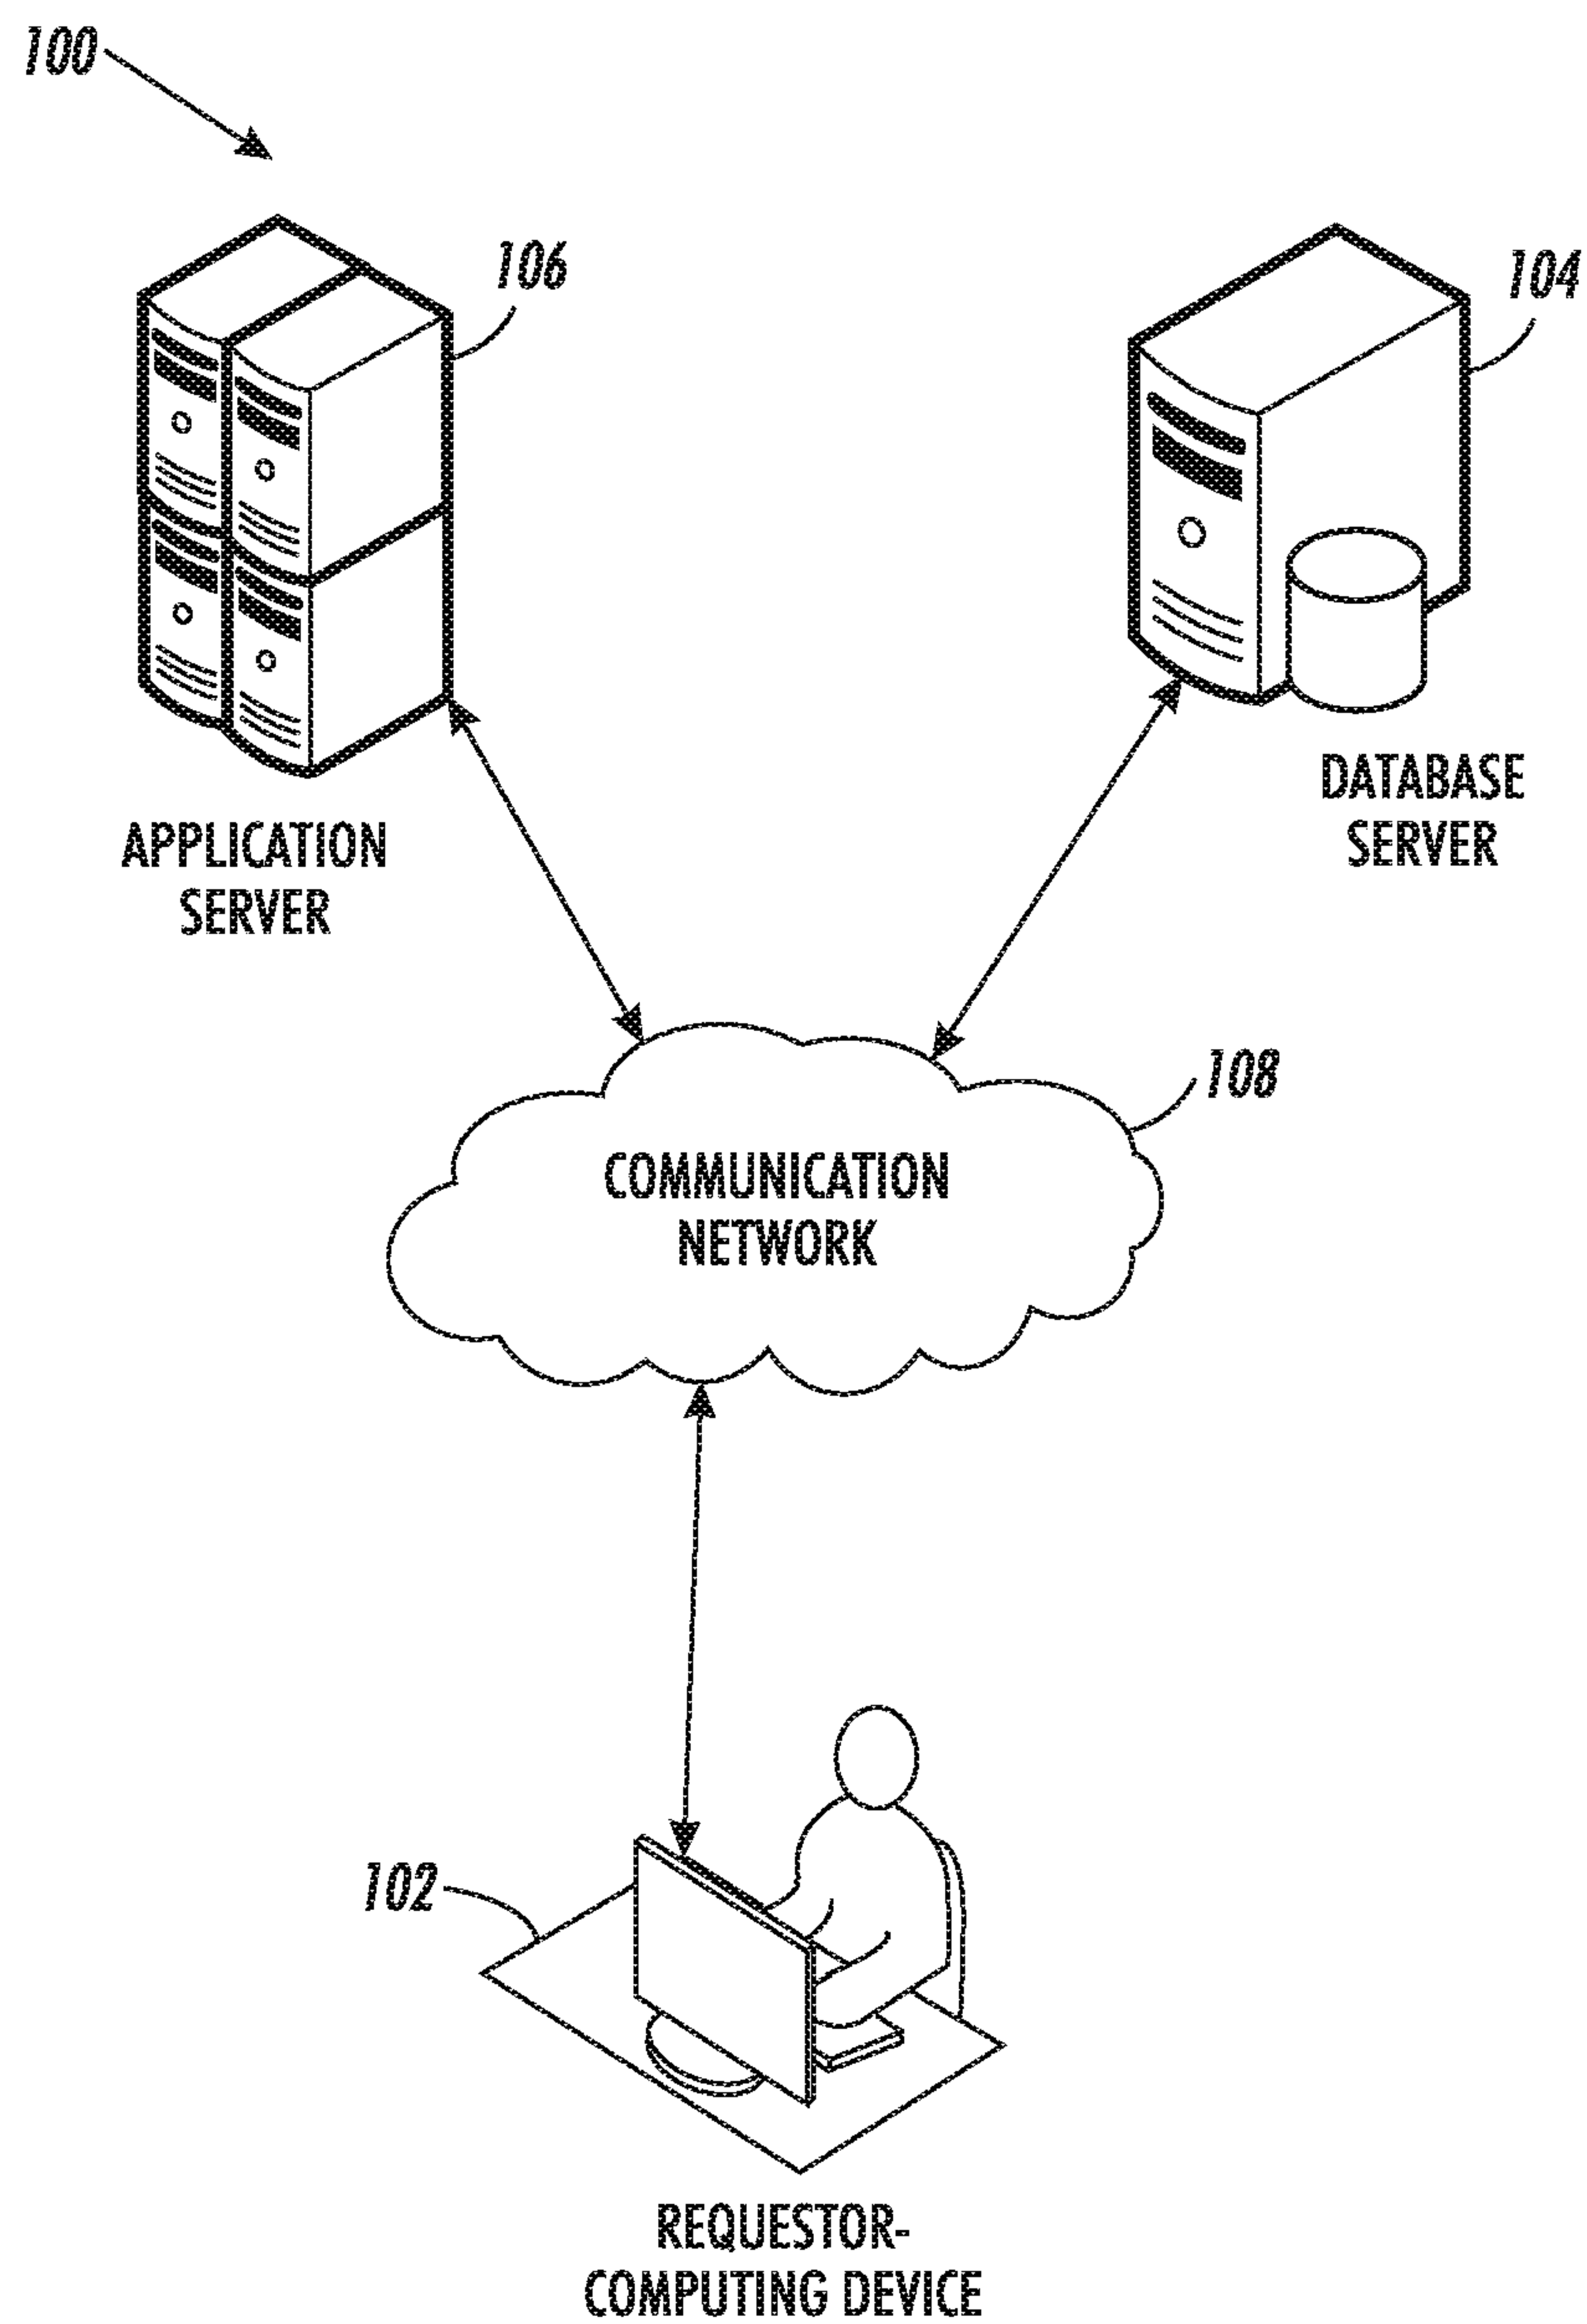 100
106
104
DATABASE
SERVER
APPLICATION
SERVER
108
COMMUNICATION
NETWORK
102
REQUESTOR-
COMPUTING DEVICE